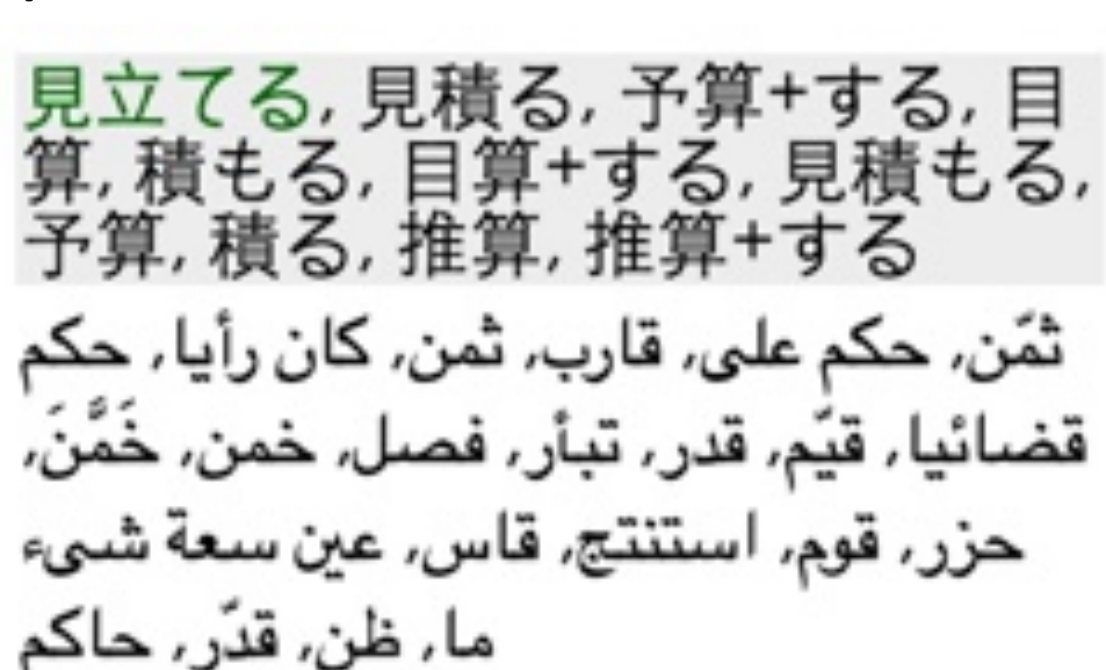 見立てる, 見積る, 予算+する, 目
算, 積もる, 目算+する, 見積もる,
予算, 積る, 推算, 推算+する
ثمّن, حكم على, قارب, ثمن, كان رأيا, حكم
قضائيا, قيّم, قدر, تبأر, فصل, خمن, خَمَّنَ,
حزر, قوم, استنتج, قاس, عين سعة شىء
ما, ظن, قدّر, حاكم